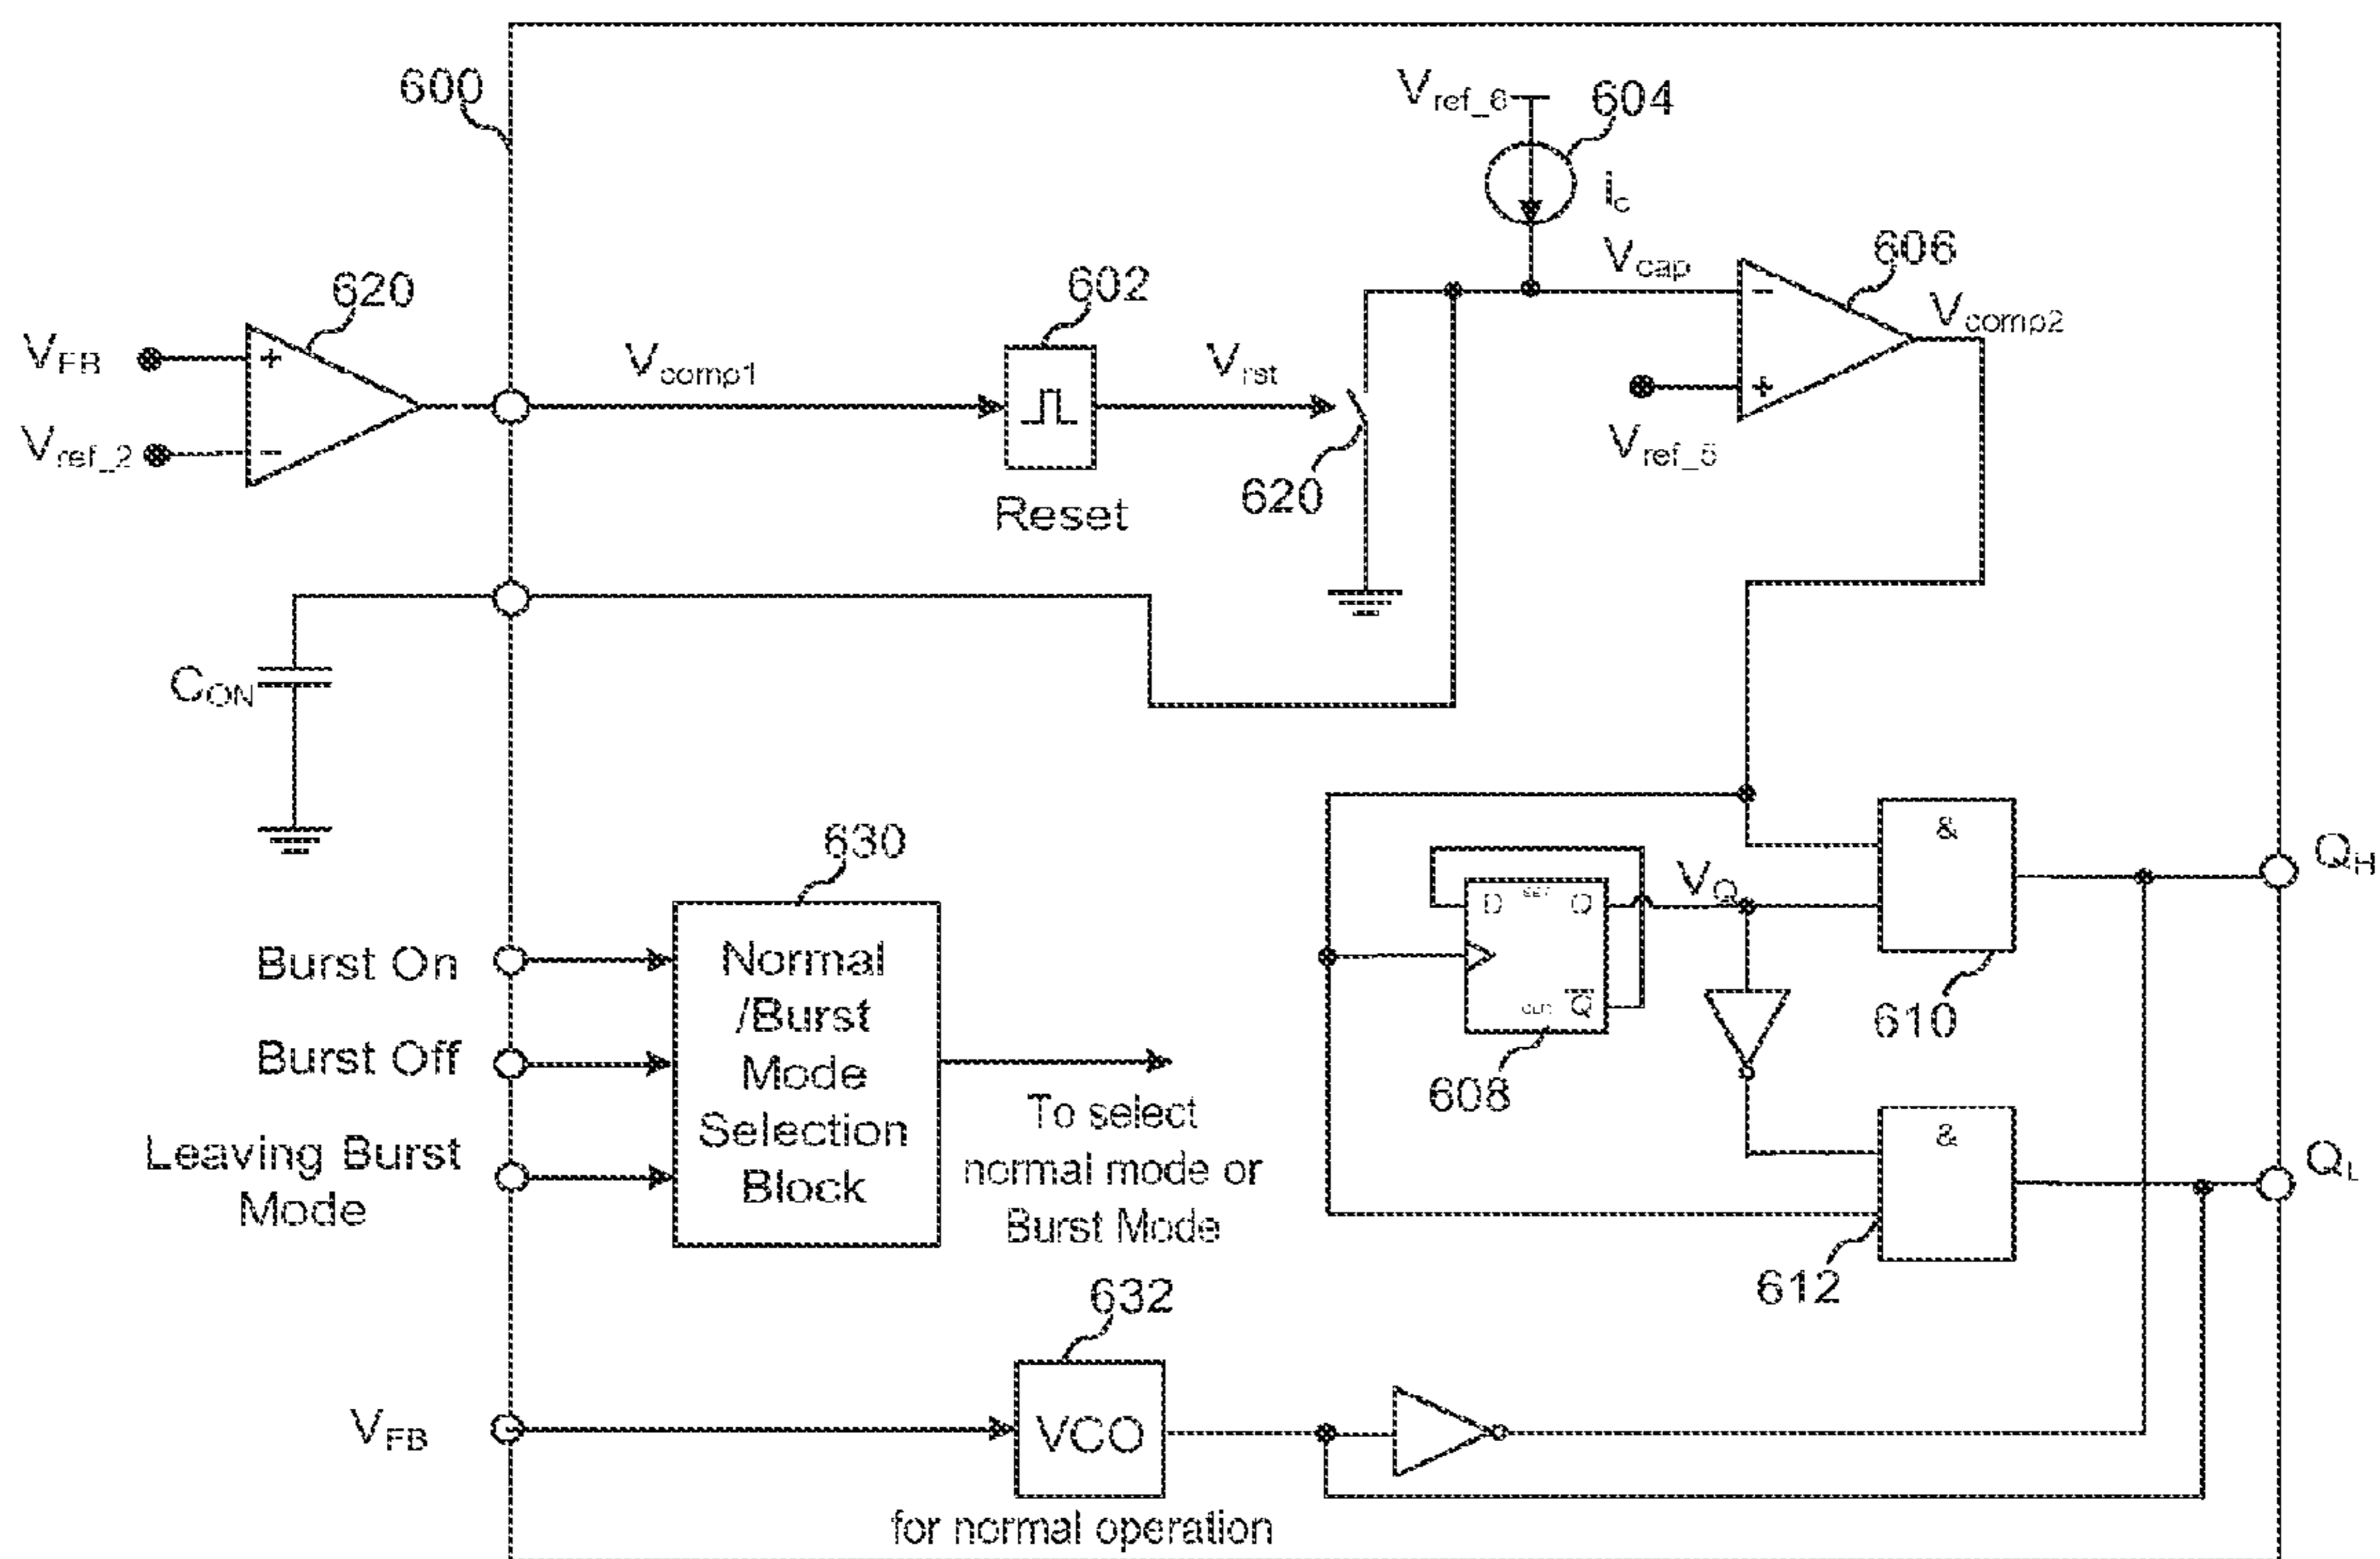 600
V_ref_6
604
i_c
V_cap
606
V_comp2
620
602
V_FB
V_comp1
V_rst
V_ref_2
V_ref_5
620
Reset
C_ON
630
&
Q_H
V_Q
D
SET
Q
Burst On
Normal
/Burst
Mode
Selection
Block
CLR
Q̅
610
Burst Off
608
To select
normal mode or
Burst Mode
&
Leaving Burst
Mode
Q_L
612
632
V_FB
VCO
for normal operation